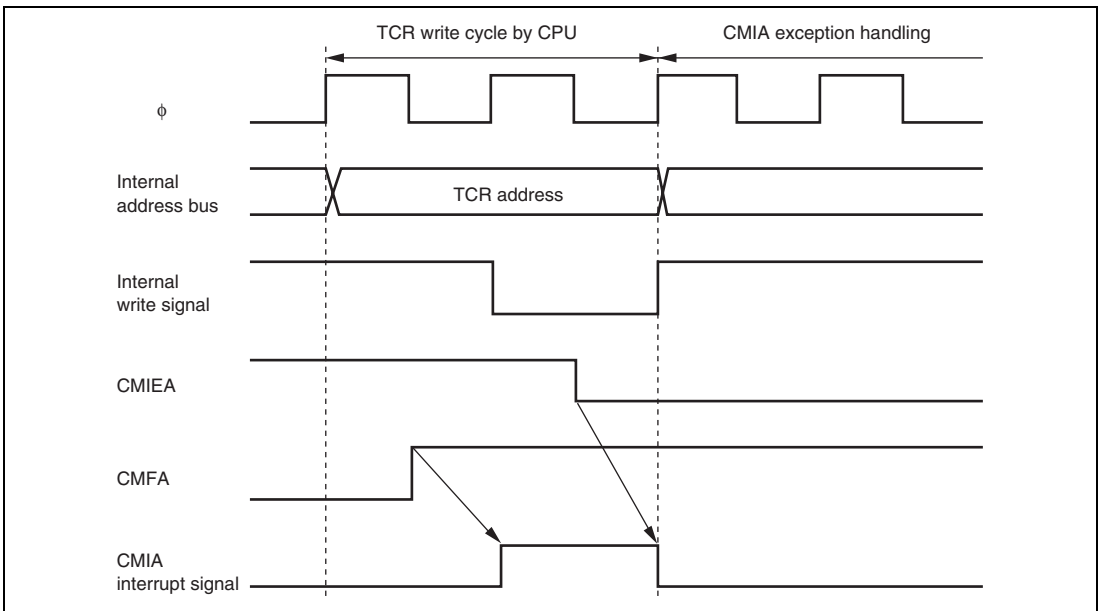 TCR write cycle by CPU
CMIA exception handling
ϕ
Internal
address bus
TCR address
Internal
write signal
CMIEA
CMFA
CMIA
interrupt signal